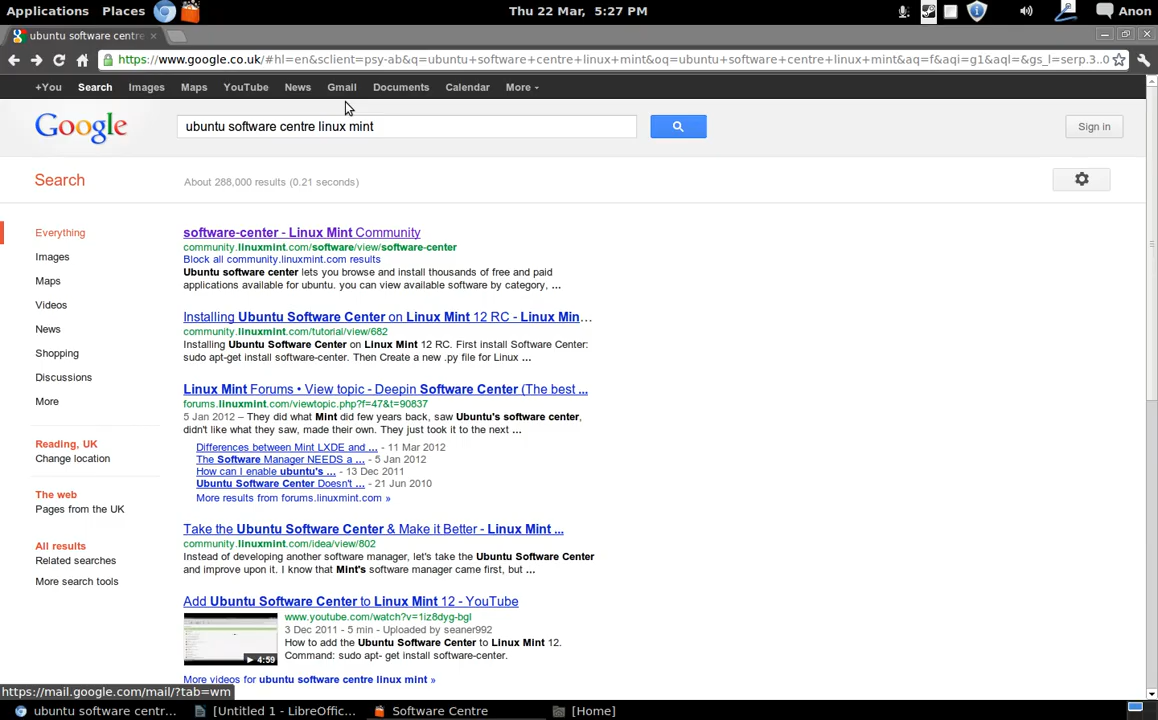 Applications Places Thu 22 Mar, 5:27 PM Anon
ubuntu software centre
https://www.google.co.uk/#hl=en&sclient=psy-ab&q=ubuntu+software+centre+linux+mint&oq=ubuntu+software+centre+linux+mint&aq=f&aqi=g1&aql=&gs_l=serp.3..0
+You Search Images Maps YouTube News Gmail Documents Calendar More
Google ubuntu software centre linux mint Sign in
Search About 288,000 results (0.21 seconds)
Everything
Images
Maps
Videos
News
Shopping
Discussions
More
Reading, UK
Change location
The web
Pages from the UK
All results
Related searches
More search tools
software-center - Linux Mint Community
community.linuxmint.com/software/view/software-center
Block all community.linuxmint.com results
Ubuntu software center lets you browse and install thousands of free and paid
applications available for ubuntu. you can view available software by category, ...
Installing Ubuntu Software Center on Linux Mint 12 RC - Linux Min...
community.linuxmint.com/tutorial/view/682
Installing Ubuntu Software Center on Linux Mint 12 RC. First install Software Center:
sudo apt-get install software-center. Then Create a new .py file for Linux ...
Linux Mint Forums • View topic - Deepin Software Center (The best ...
forums.linuxmint.com/viewtopic.php?f=47&t=90837
5 Jan 2012 – They did what Mint did few years back, saw Ubuntu's software center,
didn't like what they saw, made their own. They just took it to the next ...
Differences between Mint LXDE and ... - 11 Mar 2012
The Software Manager NEEDS a ... - 5 Jan 2012
How can I enable ubuntu's ... - 13 Dec 2011
Ubuntu Software Center Doesn't ... - 21 Jun 2010
More results from forums.linuxmint.com »
Take the Ubuntu Software Center & Make it Better - Linux Mint ...
community.linuxmint.com/idea/view/802
Instead of developing another software manager, let's take the Ubuntu Software Center
and improve upon it. I know that Mint's software manager came first, but ...
Add Ubuntu Software Center to Linux Mint 12 - YouTube
www.youtube.com/watch?v=1iz8dyg-bgI
3 Dec 2011 - 5 min - Uploaded by seaner992
How to add the Ubuntu Software Center to Linux Mint 12.
Command: sudo apt- get install software-center.
4:59
More videos for ubuntu software centre linux mint »
https://mail.google.com/mail/?tab=wm
ubuntu software centr... [Untitled 1 - LibreOffic... Software Centre [Home]